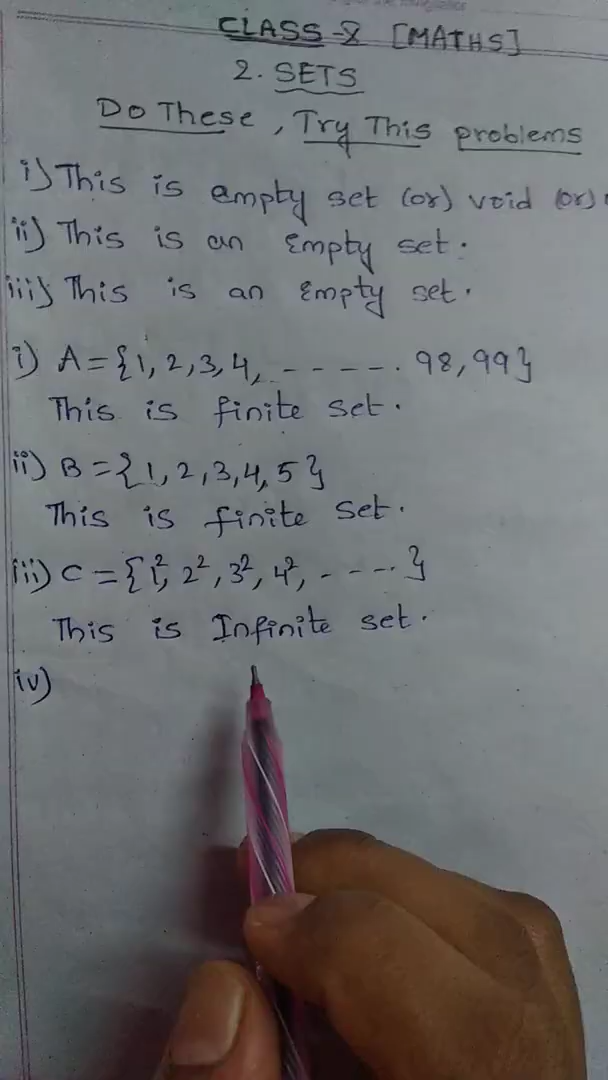 CLASS-8 [MATHS]
2. SETS
Do These, Try This problems
i) This is empty set (or) void (or)
ii) This is an Empty set.
iii) This is an Empty set.
i) A={1,2,3,4,------. 98,99}
This is finite set.
ii) B={1,2,3,4,5}
This is finite set.
iii) C={1²,2²,3²,4²,-----}
This is Infinite set.
iv)